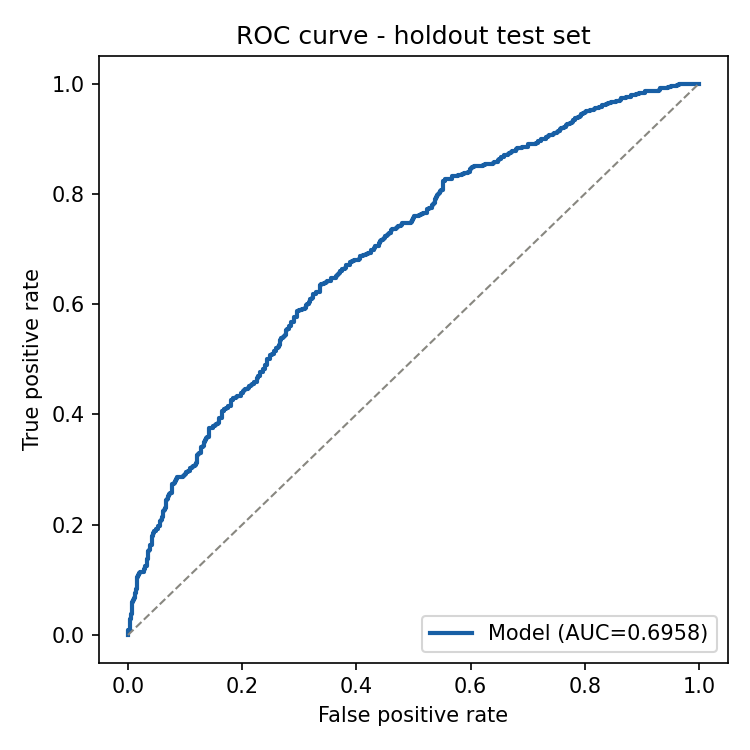 ROC curve - holdout test set
True positive rate
1.0
0.8
0.6
0.4
0.2
0.0
Model (AUC=0.6958)
0.0 0.2 0.4 0.6 0.8 1.0
False positive rate